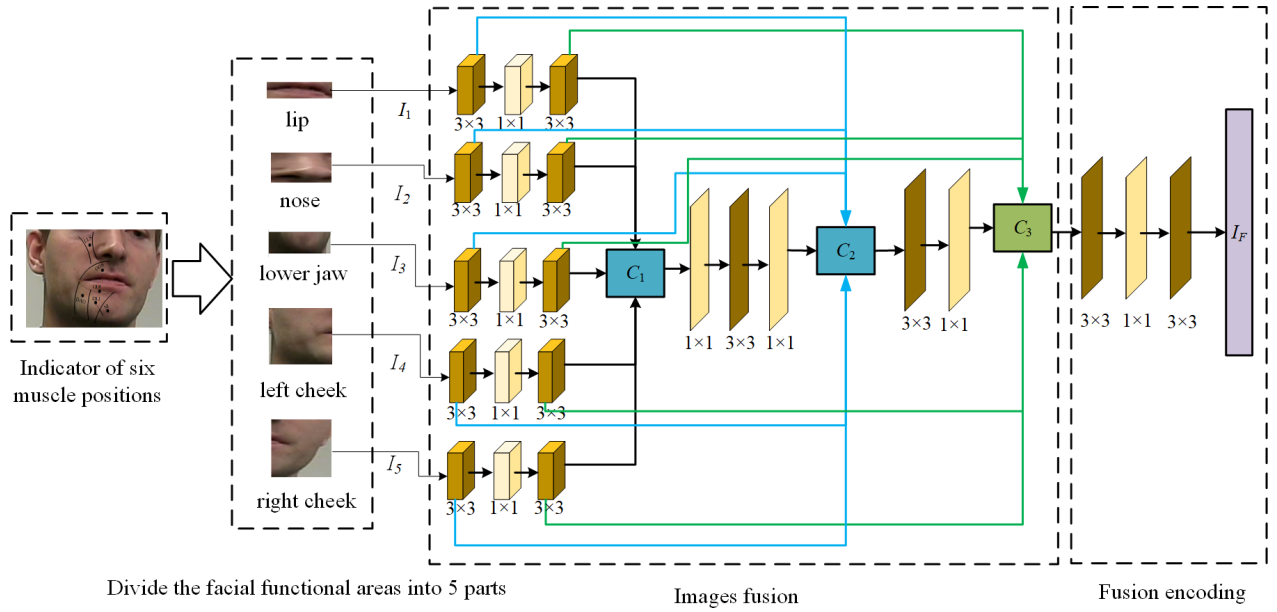 Indicator of six
muscle positions
lip
nose
lower jaw
left cheek
right cheek
Divide the facial functional areas into 5 parts
I1
I2
I3
I4
I5
3×3 1×1 3×3
3×3 1×1 3×3
3×3 1×1 3×3
3×3 1×1 3×3
3×3 1×1 3×3
C1
1×1 3×3 1×1
C2
3×3 1×1
C3
Images fusion
3×3 1×1 3×3
IF
Fusion encoding